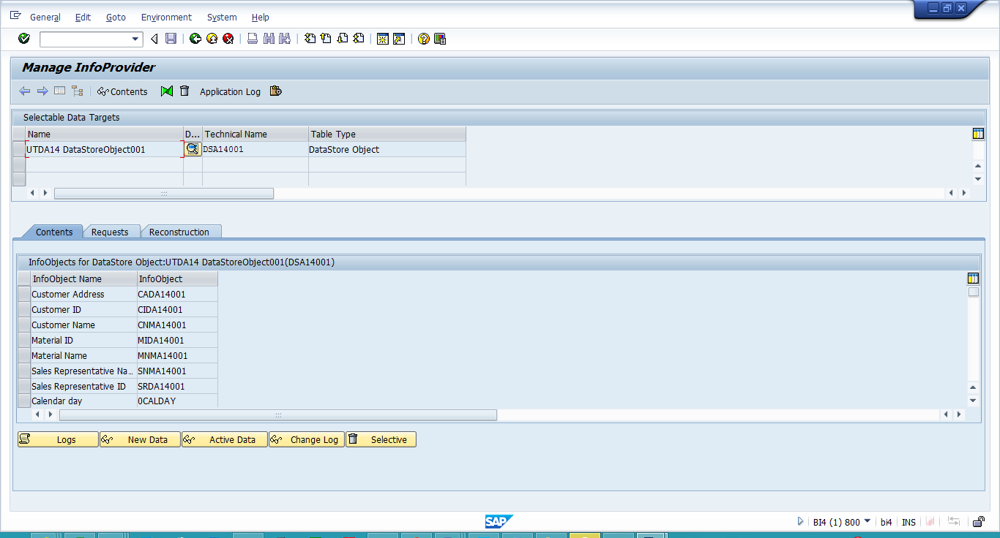 General Edit Goto Environment System Help
Manage InfoProvider
Contents Application Log
Selectable Data Targets
Name D... Technical Name Table Type
UTDA14 DataStoreObject001 DSA14001 DataStore Object
Contents Requests Reconstruction
InfoObjects for DataStore Object:UTDA14 DataStoreObject001(DSA14001)
InfoObject Name InfoObject
Customer Address CADA14001
Customer ID CIDA14001
Customer Name CNMA14001
Material ID MIDA14001
Material Name MNMA14001
Sales Representative Na... SNMA14001
Sales Representative ID SRDA14001
Calendar day 0CALDAY
Logs New Data Active Data Change Log Selective
SAP BI4 (1) 800 bi4 INS